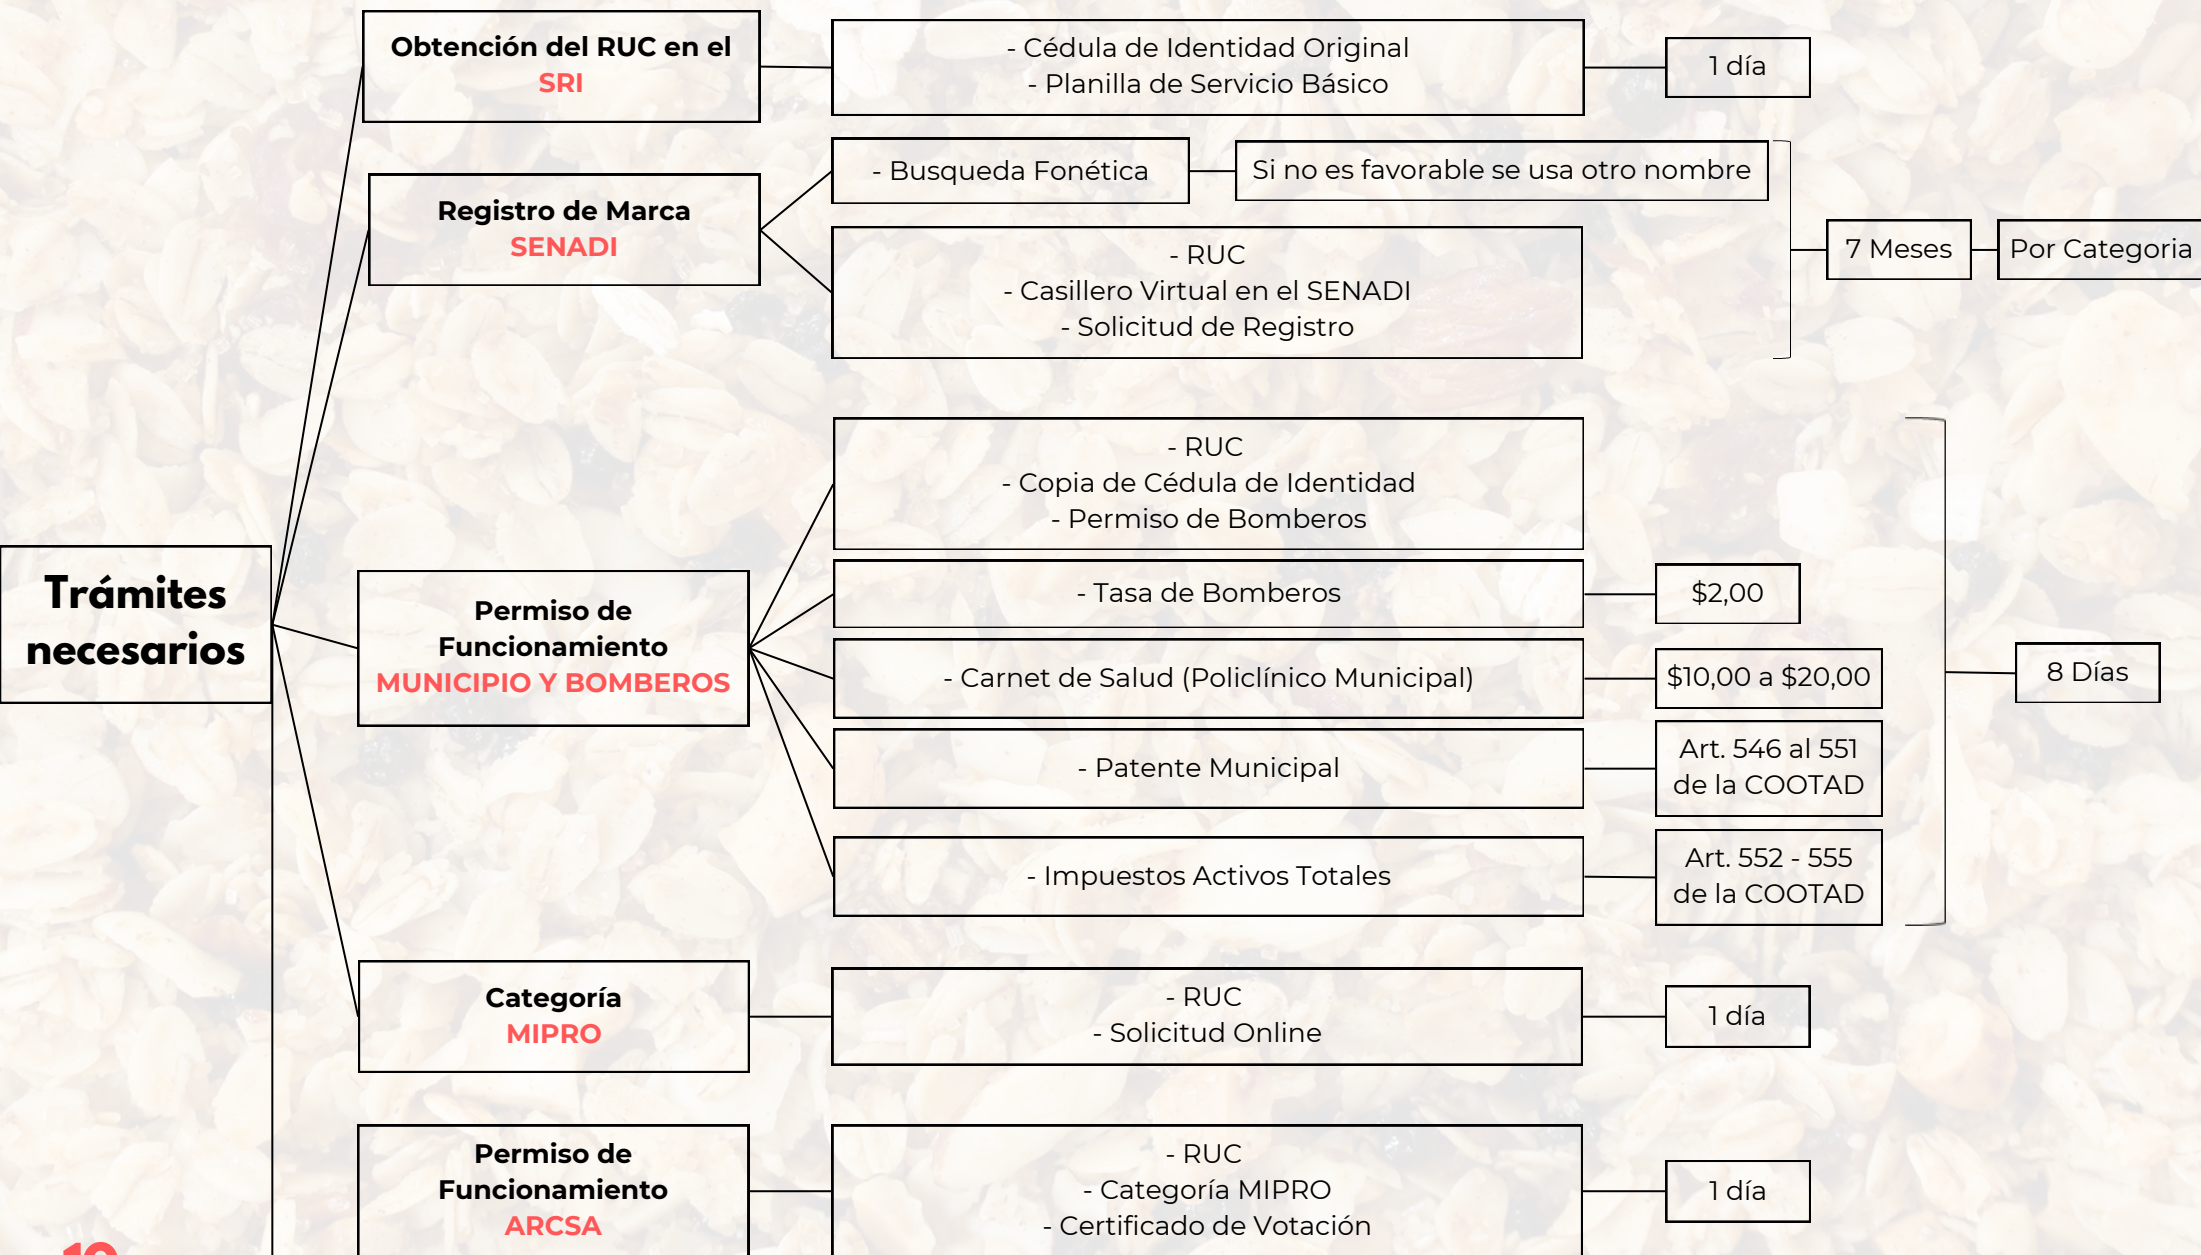 Trámites
necesarios
Obtención del RUC en el
SRI
- Cédula de Identidad Original
- Planilla de Servicio Básico
1 día
Registro de Marca
SENADI
- Busqueda Fonética
Si no es favorable se usa otro nombre
- RUC
- Casillero Virtual en el SENADI
- Solicitud de Registro
7 Meses
Por Categoria
Permiso de
Funcionamiento
MUNICIPIO Y BOMBEROS
- RUC
- Copia de Cédula de Identidad
- Permiso de Bomberos
- Tasa de Bomberos
$2,00
- Carnet de Salud (Policlínico Municipal)
$10,00 a $20,00
- Patente Municipal
Art. 546 al 551
de la COOTAD
- Impuestos Activos Totales
Art. 552 - 555
de la COOTAD
8 Días
Categoría
MIPRO
- RUC
- Solicitud Online
1 día
Permiso de
Funcionamiento
ARCSA
- RUC
- Categoría MIPRO
- Certificado de Votación
1 día